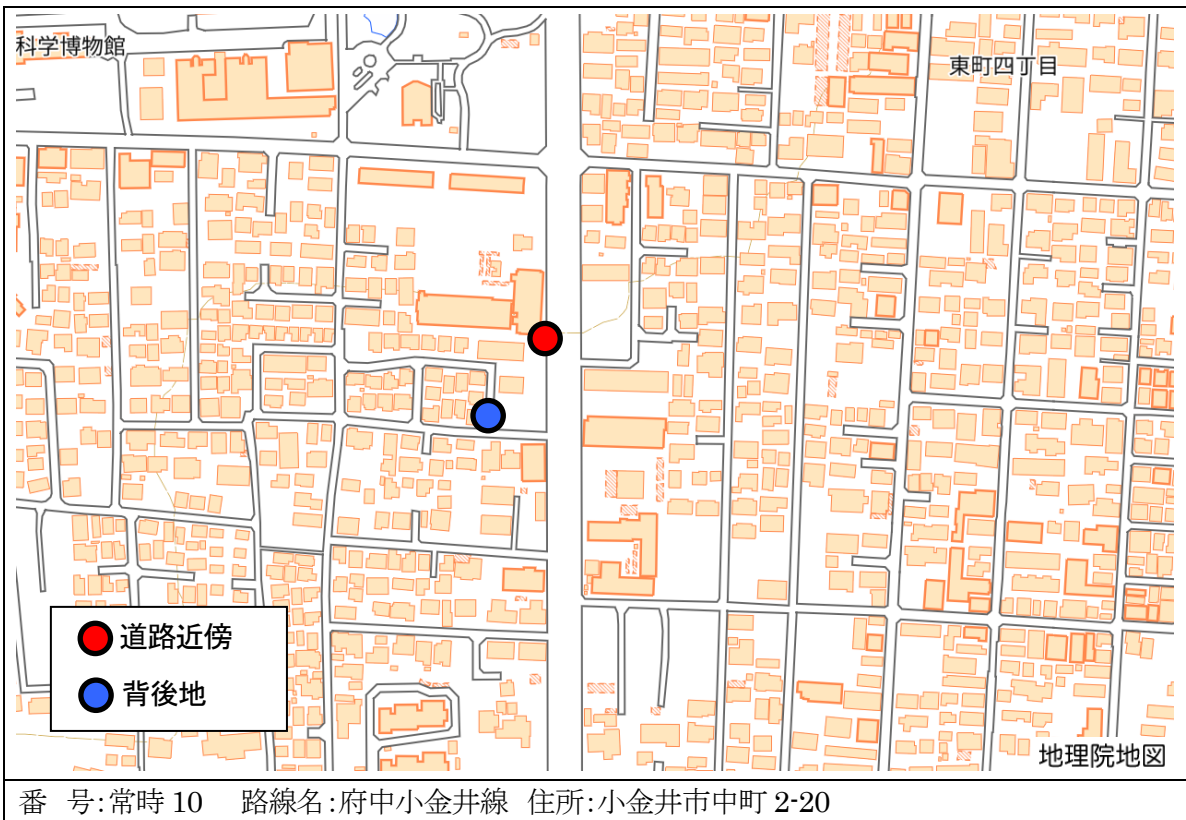 科学博物館
東町四丁目
道路近傍
背後地
地理院地図
番 号:常時 10 路線名:府中小金井線 住所:小金井市中町 2-20